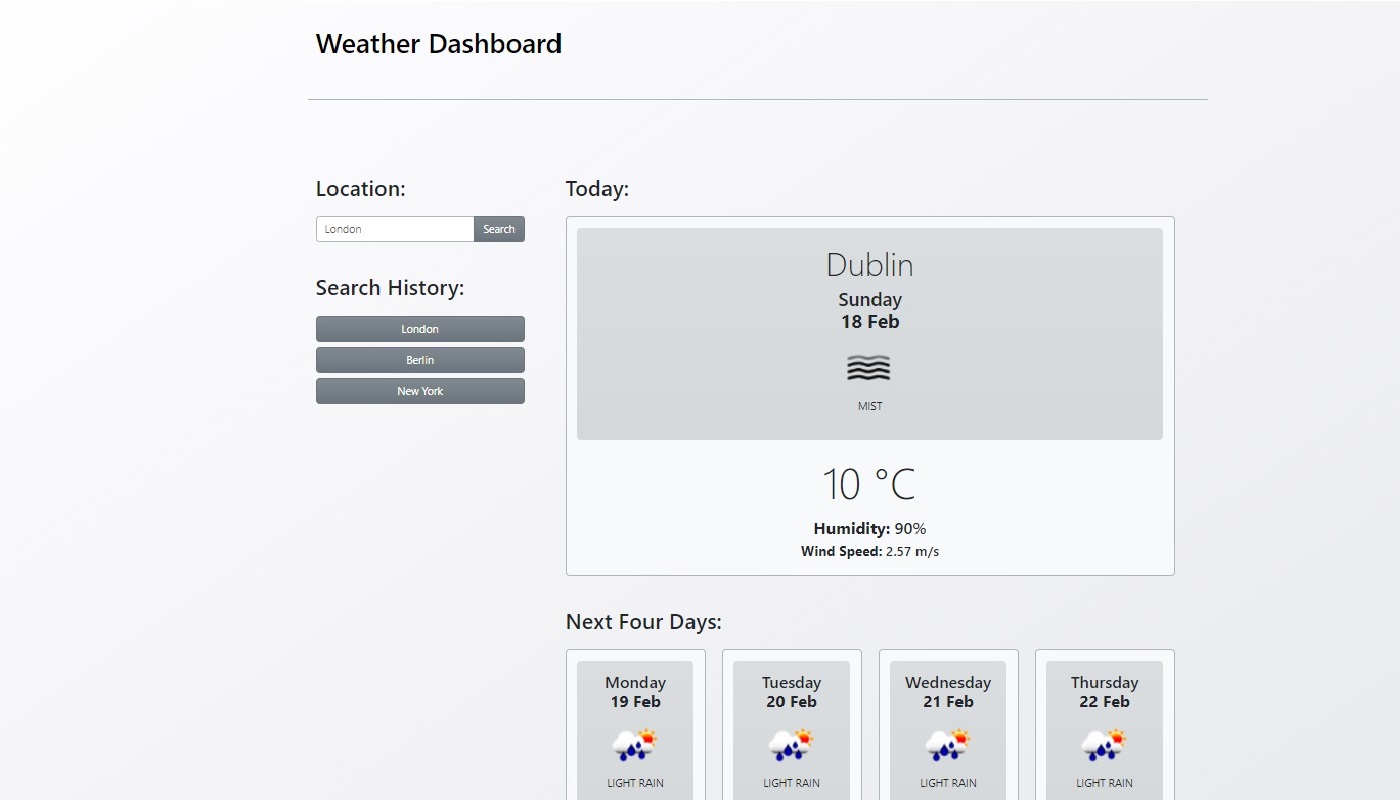 Weather Dashboard
Location:
London
Search
Search History:
London
Berlin
New York
Today:
Dublin
Sunday
18 Feb
MIST
10 °C
Humidity: 90%
Wind Speed: 2.57 m/s
Next Four Days:
Monday
19 Feb
LIGHT RAIN
Tuesday
20 Feb
LIGHT RAIN
Wednesday
21 Feb
LIGHT RAIN
Thursday
22 Feb
LIGHT RAIN